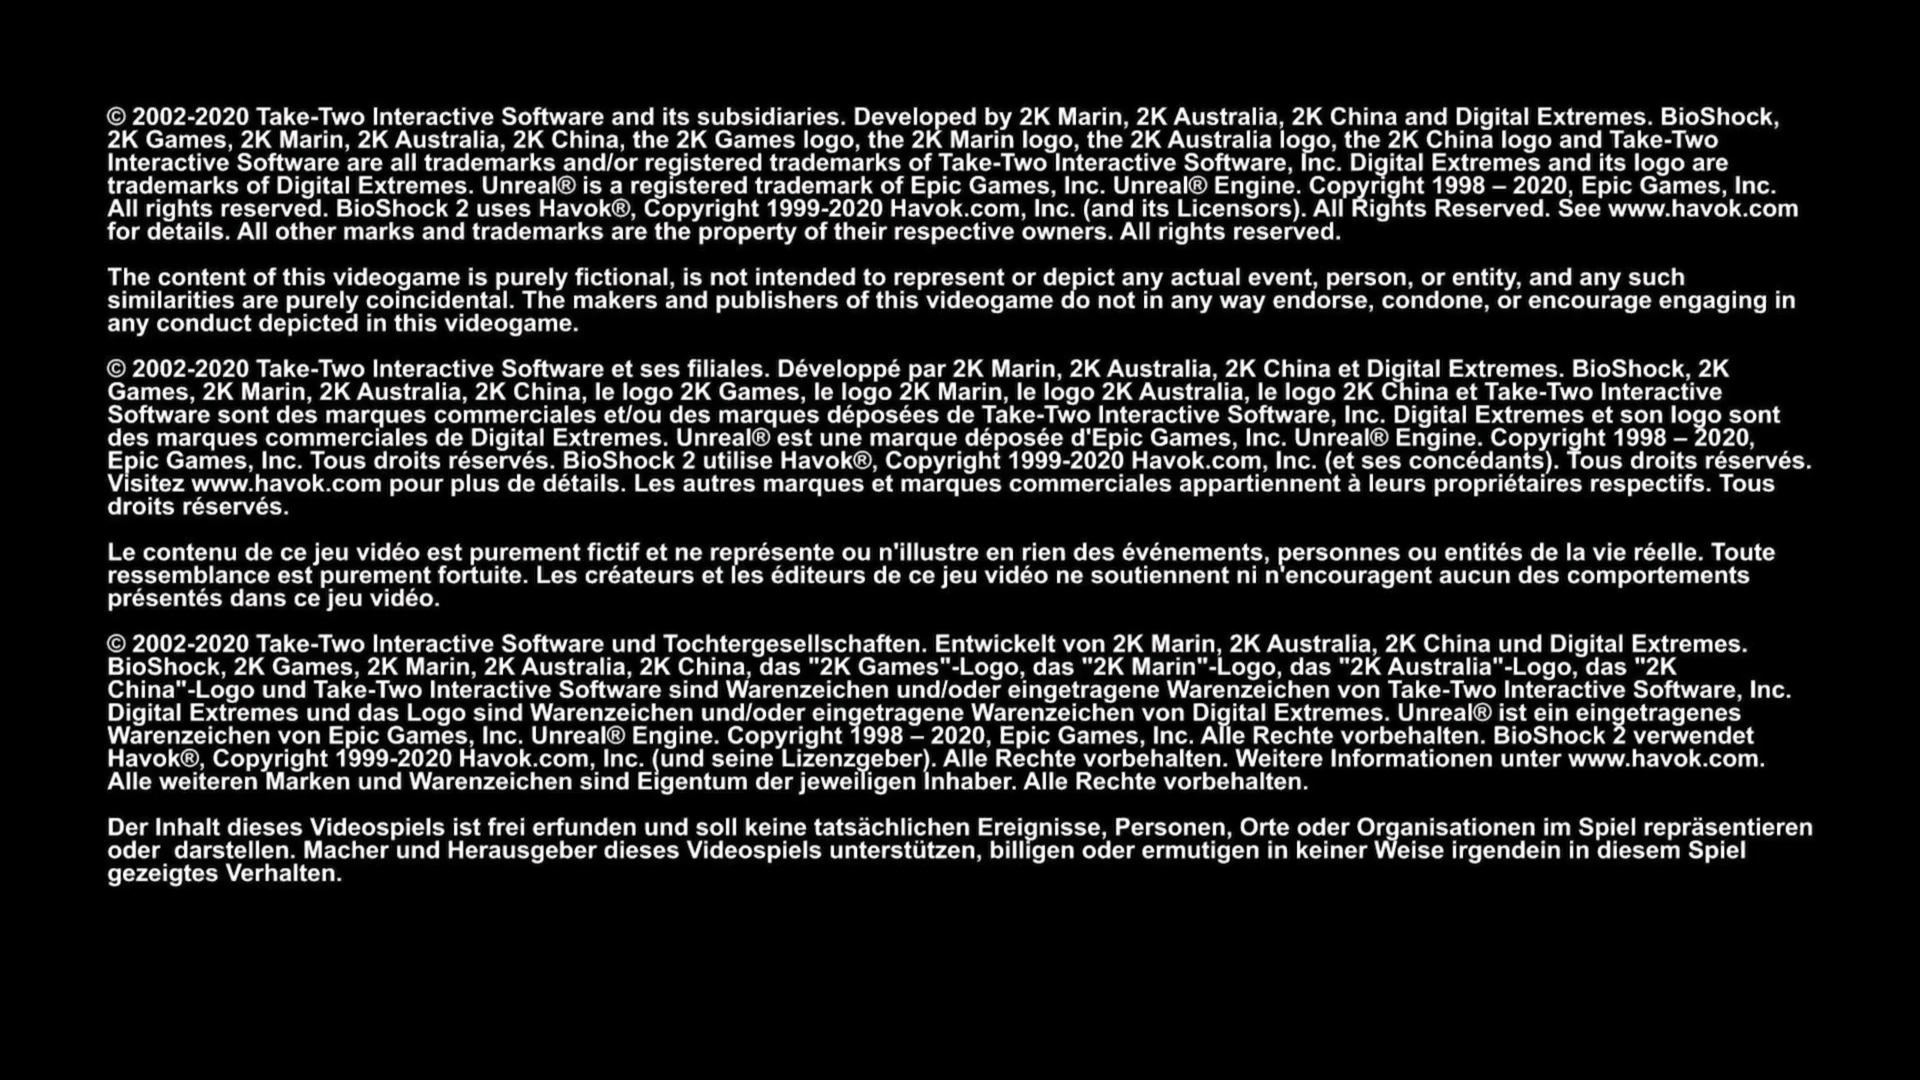 © 2002-2020 Take-Two Interactive Software and its subsidiaries. Developed by 2K Marin, 2K Australia, 2K China and Digital Extremes. BioShock,
2K Games, 2K Marin, 2K Australia, 2K China, the 2K Games logo, the 2K Marin logo, the 2K Australia logo, the 2K China logo and Take-Two
Interactive Software are all trademarks and/or registered trademarks of Take-Two Interactive Software, Inc. Digital Extremes and its logo are
trademarks of Digital Extremes. Unreal® is a registered trademark of Epic Games, Inc. Unreal® Engine. Copyright 1998 – 2020, Epic Games, Inc.
All rights reserved. BioShock 2 uses Havok®, Copyright 1999-2020 Havok.com, Inc. (and its Licensors). All Rights Reserved. See www.havok.com
for details. All other marks and trademarks are the property of their respective owners. All rights reserved.
The content of this videogame is purely fictional, is not intended to represent or depict any actual event, person, or entity, and any such
similarities are purely coincidental. The makers and publishers of this videogame do not in any way endorse, condone, or encourage engaging in
any conduct depicted in this videogame.
© 2002-2020 Take-Two Interactive Software et ses filiales. Développé par 2K Marin, 2K Australia, 2K China et Digital Extremes. BioShock, 2K
Games, 2K Marin, 2K Australia, 2K China, le logo 2K Games, le logo 2K Marin, le logo 2K Australia, le logo 2K China et Take-Two Interactive
Software sont des marques commerciales et/ou des marques déposées de Take-Two Interactive Software, Inc. Digital Extremes et son logo sont
des marques commerciales de Digital Extremes. Unreal® est une marque déposée d'Epic Games, Inc. Unreal® Engine. Copyright 1998 – 2020,
Epic Games, Inc. Tous droits réservés. BioShock 2 utilise Havok®, Copyright 1999-2020 Havok.com, Inc. (et ses concédants). Tous droits réservés.
Visitez www.havok.com pour plus de détails. Les autres marques et marques commerciales appartiennent à leurs propriétaires respectifs. Tous
droits réservés.
Le contenu de ce jeu vidéo est purement fictif et ne représente ou n'illustre en rien des événements, personnes ou entités de la vie réelle. Toute
ressemblance est purement fortuite. Les créateurs et les éditeurs de ce jeu vidéo ne soutiennent ni n'encouragent aucun des comportements
présentés dans ce jeu vidéo.
© 2002-2020 Take-Two Interactive Software und Tochtergesellschaften. Entwickelt von 2K Marin, 2K Australia, 2K China und Digital Extremes.
BioShock, 2K Games, 2K Marin, 2K Australia, 2K China, das "2K Games"-Logo, das "2K Marin"-Logo, das "2K Australia"-Logo, das "2K
China"-Logo und Take-Two Interactive Software sind Warenzeichen und/oder eingetragene Warenzeichen von Take-Two Interactive Software, Inc.
Digital Extremes und das Logo sind Warenzeichen und/oder eingetragene Warenzeichen von Digital Extremes. Unreal® ist ein eingetragenes
Warenzeichen von Epic Games, Inc. Unreal® Engine. Copyright 1998 – 2020, Epic Games, Inc. Alle Rechte vorbehalten. BioShock 2 verwendet
Havok®, Copyright 1999-2020 Havok.com, Inc. (und seine Lizenzgeber). Alle Rechte vorbehalten. Weitere Informationen unter www.havok.com.
Alle weiteren Marken und Warenzeichen sind Eigentum der jeweiligen Inhaber. Alle Rechte vorbehalten.
Der Inhalt dieses Videospiels ist frei erfunden und soll keine tatsächlichen Ereignisse, Personen, Orte oder Organisationen im Spiel repräsentieren
oder  darstellen. Macher und Herausgeber dieses Videospiels unterstützen, billigen oder ermutigen in keiner Weise irgendein in diesem Spiel
gezeigtes Verhalten.